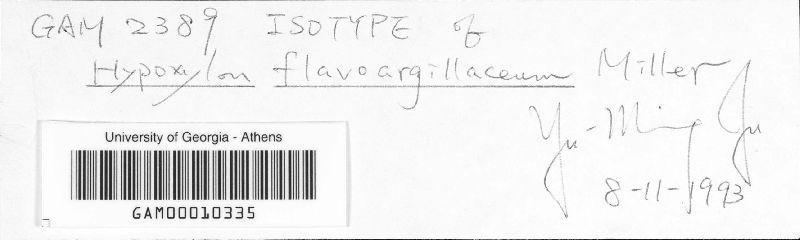 GAM 2389 ISOTYPE of
Hypoxylon flavoargillaceum Miller
Yu-Ming Ju
8-11-1993
University of Georgia - Athens
GAM00010335